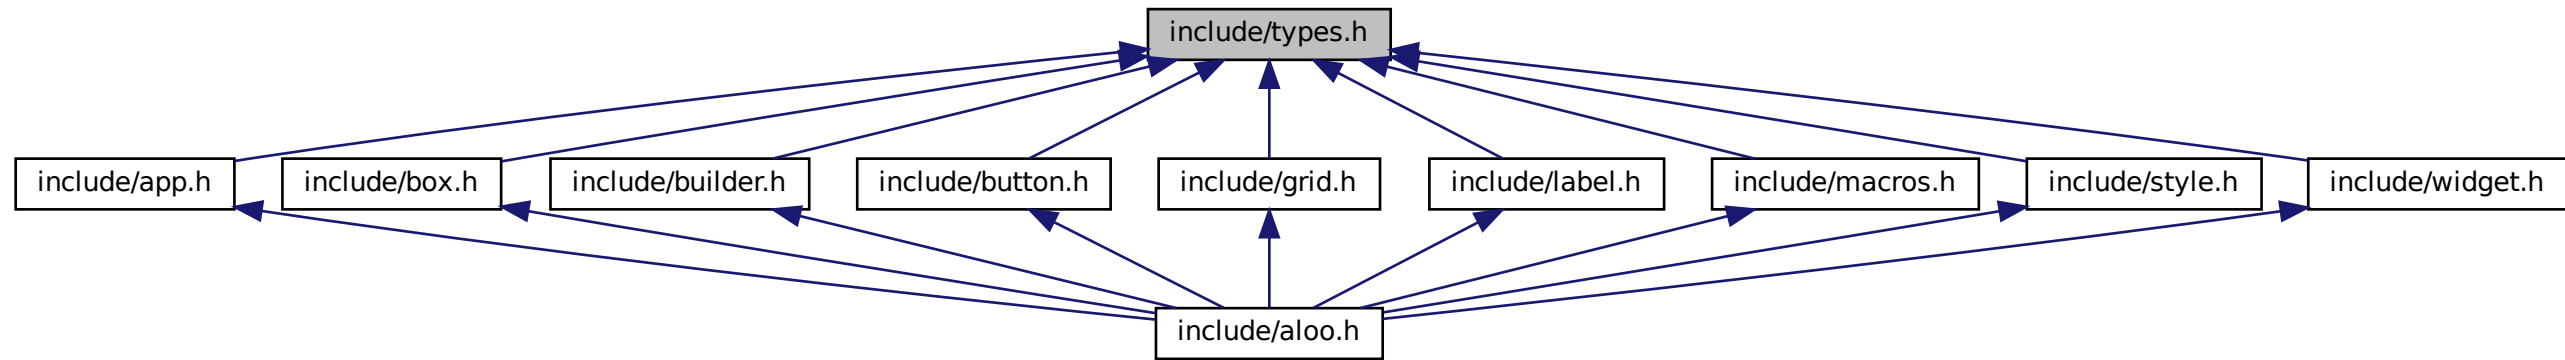 include/types.h
include/app.h
include/box.h
include/builder.h
include/button.h
include/grid.h
include/label.h
include/macros.h
include/style.h
include/widget.h
include/aloo.h